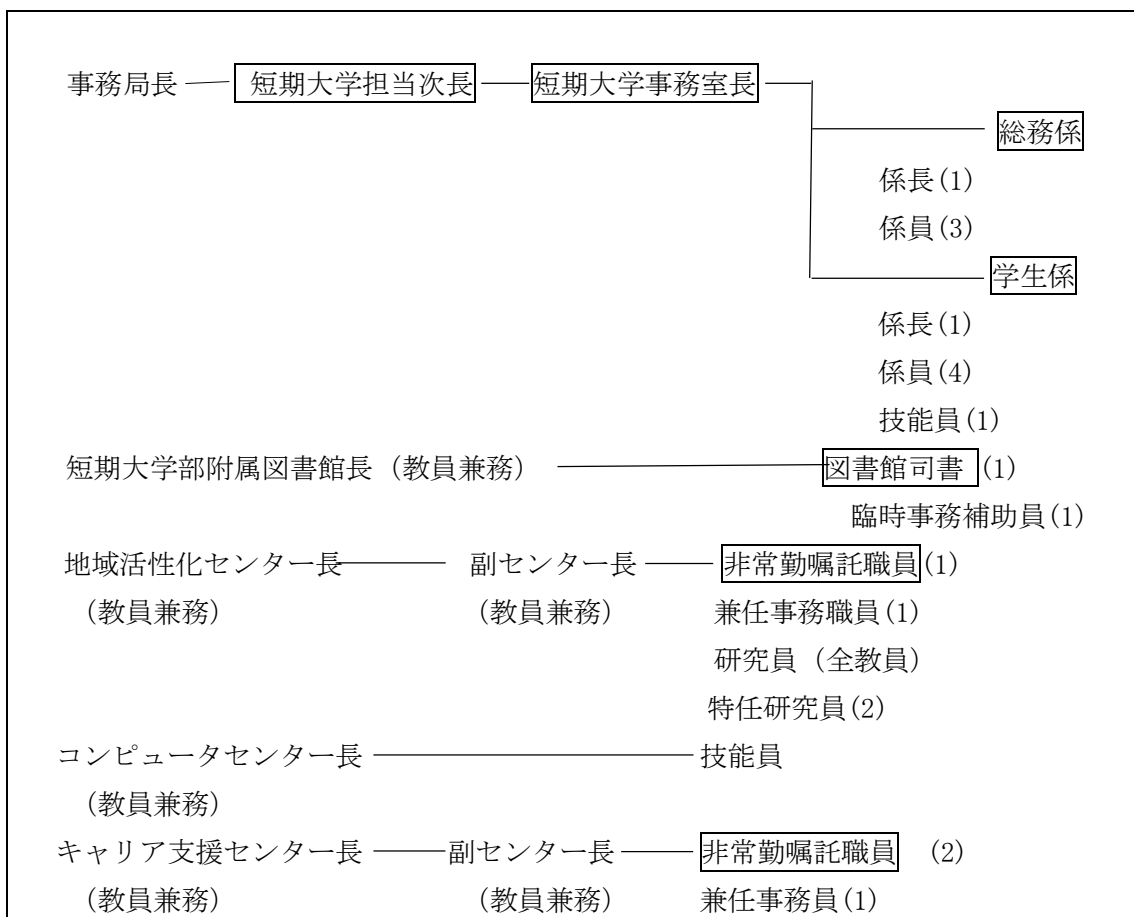 事務局長 短期大学担当次長 短期大学事務室長
総務係
係長(1)
係員(3)
学生係
係長(1)
係員(4)
技能員(1)
短期大学部附属図書館長（教員兼務） 図書館司書 (1)
臨時事務補助員(1)
地域活性化センター長 副センター長 非常勤嘱託職員(1)
（教員兼務） （教員兼務） 兼任事務職員(1)
研究員（全教員）
特任研究員(2)
コンピュータセンター長 技能員
（教員兼務）
キャリア支援センター長 副センター長 非常勤嘱託職員 (2)
（教員兼務） （教員兼務） 兼任事務員(1)